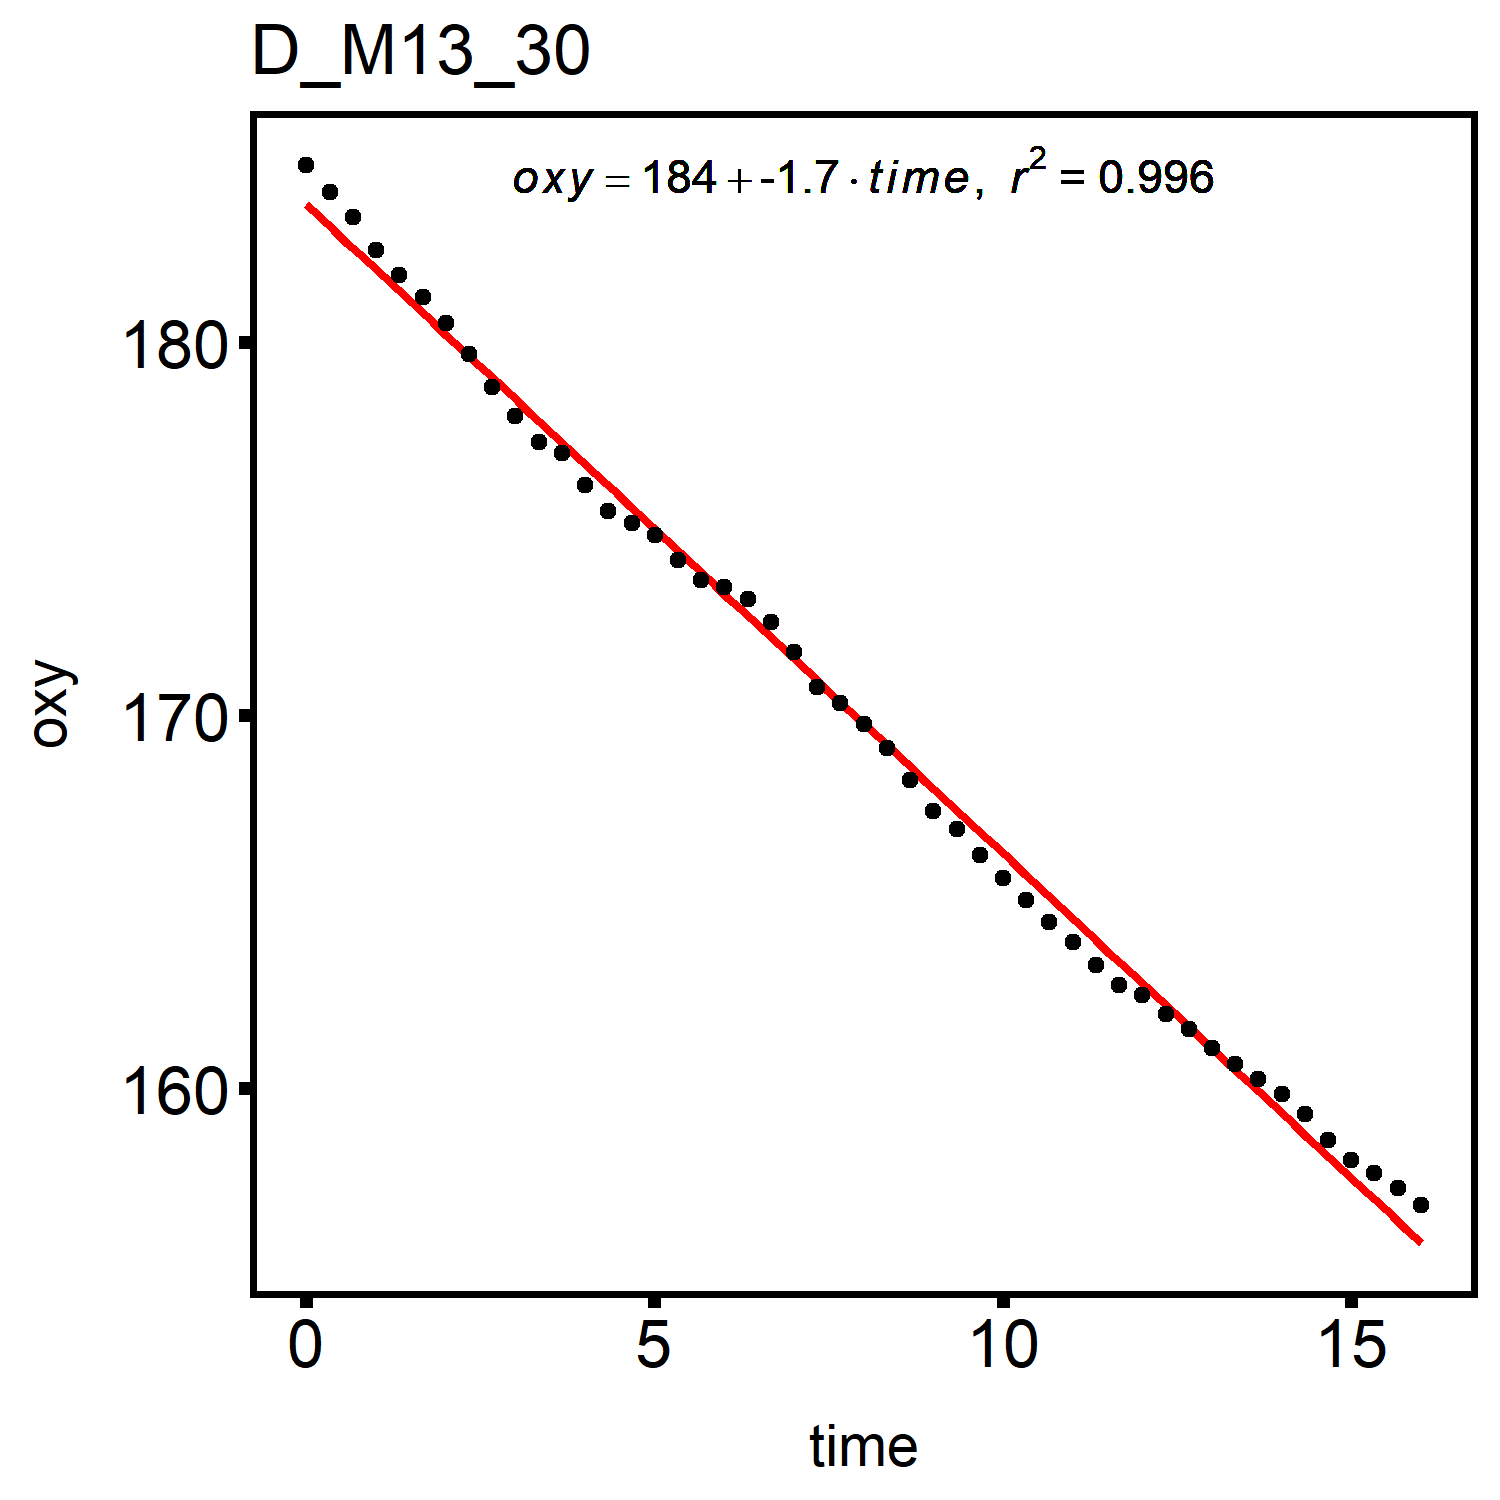 D_M13_30
oxy = 184 + -1.7 · time, r² = 0.996
180
170
160
oxy
0 5 10 15
time